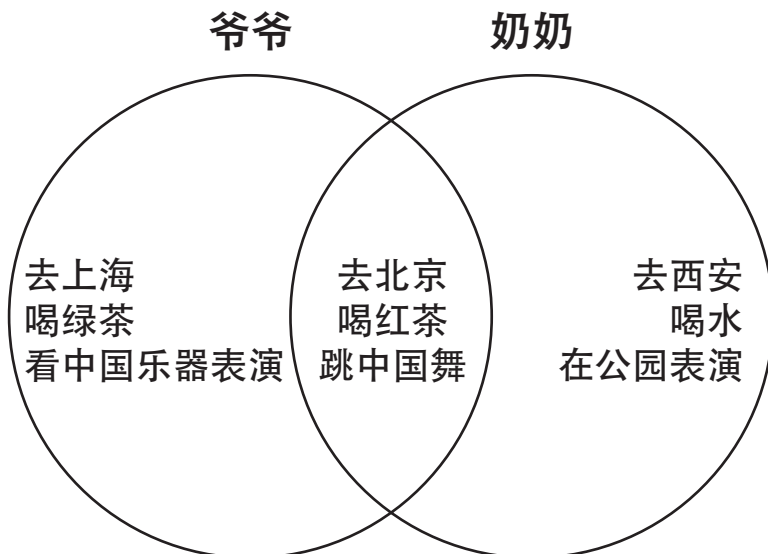 爷爷
奶奶
去上海
喝绿茶
看中国乐器表演
去北京
喝红茶
跳中国舞
去西安
喝水
在公园表演